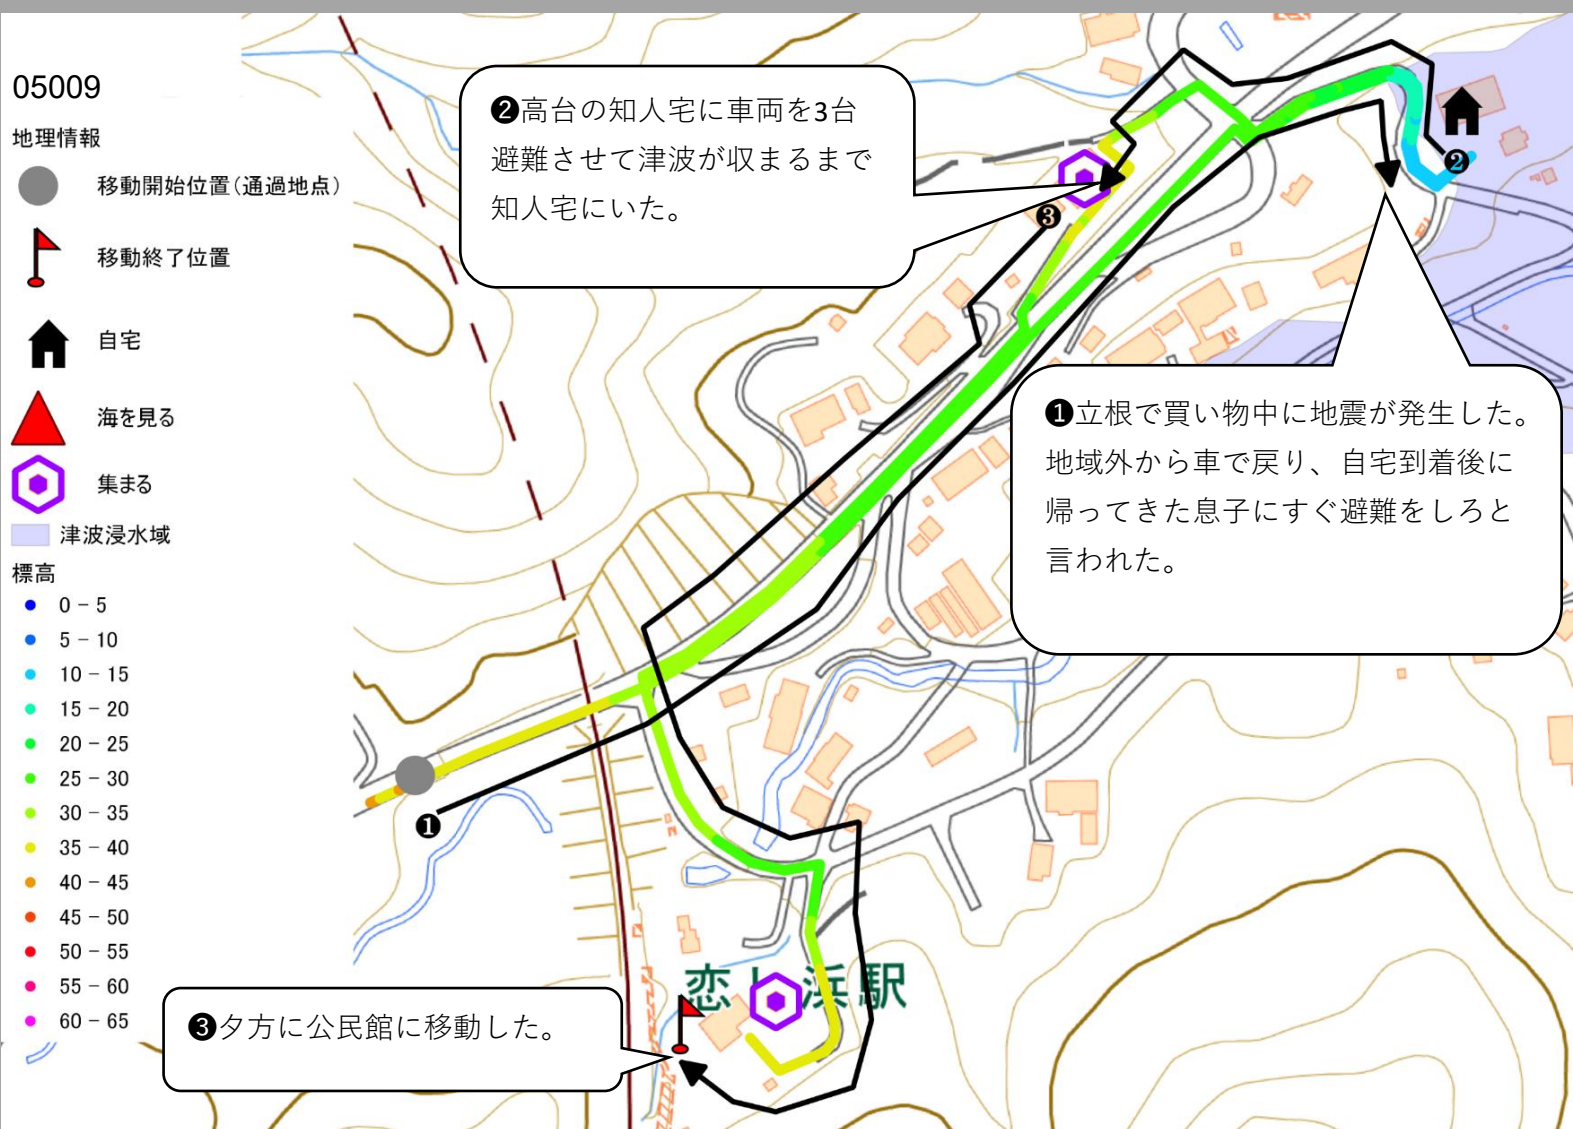 05009
地理情報
移動開始位置(通過地点)
移動終了位置
自宅
海を見る
集まる
津波浸水域
標高
0 - 5
5 - 10
10 - 15
15 - 20
20 - 25
25 - 30
30 - 35
35 - 40
40 - 45
45 - 50
50 - 55
55 - 60
60 - 65
❷高台の知人宅に車両を3台
避難させて津波が収まるまで
知人宅にいた。
❶立根で買い物中に地震が発生した。
地域外から車で戻り、自宅到着後に
帰ってきた息子にすぐ避難をしろと
言われた。
❸夕方に公民館に移動した。
❷
❸
❶
恋し浜駅